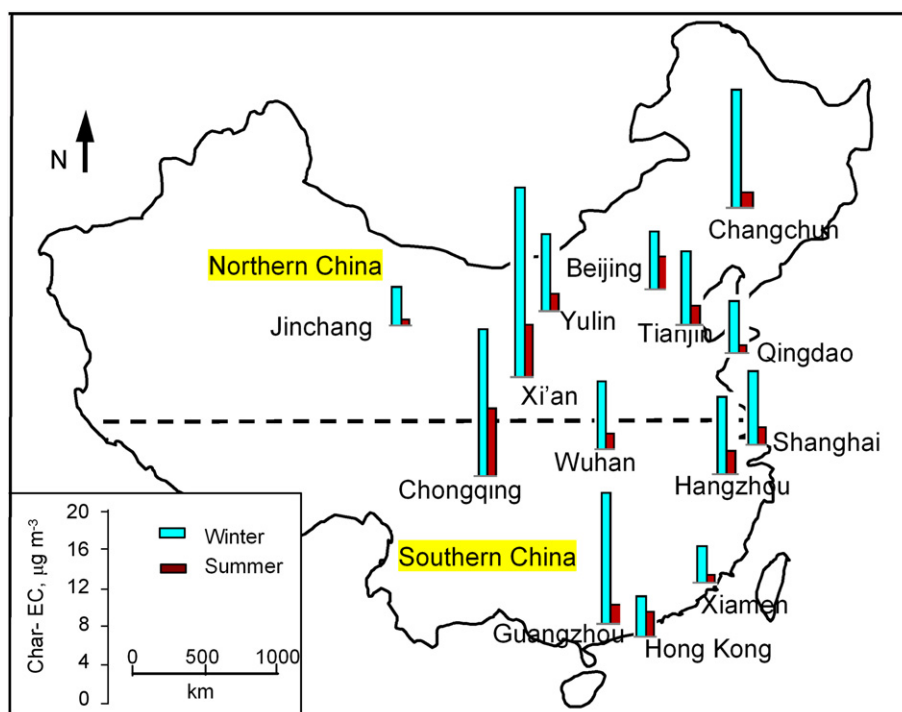 N
Changchun
Northern China
Beijing
Jinchang
Yulin
Tianjin
Qingdao
Xi'an
Shanghai
Wuhan
Chongqing
Hangzhou
Southern China
Xiamen
Guangzhou
Hong Kong
Char- EC, μg m-3
20
16
12
8
4
0
Winter
Summer
0 500 1000
km